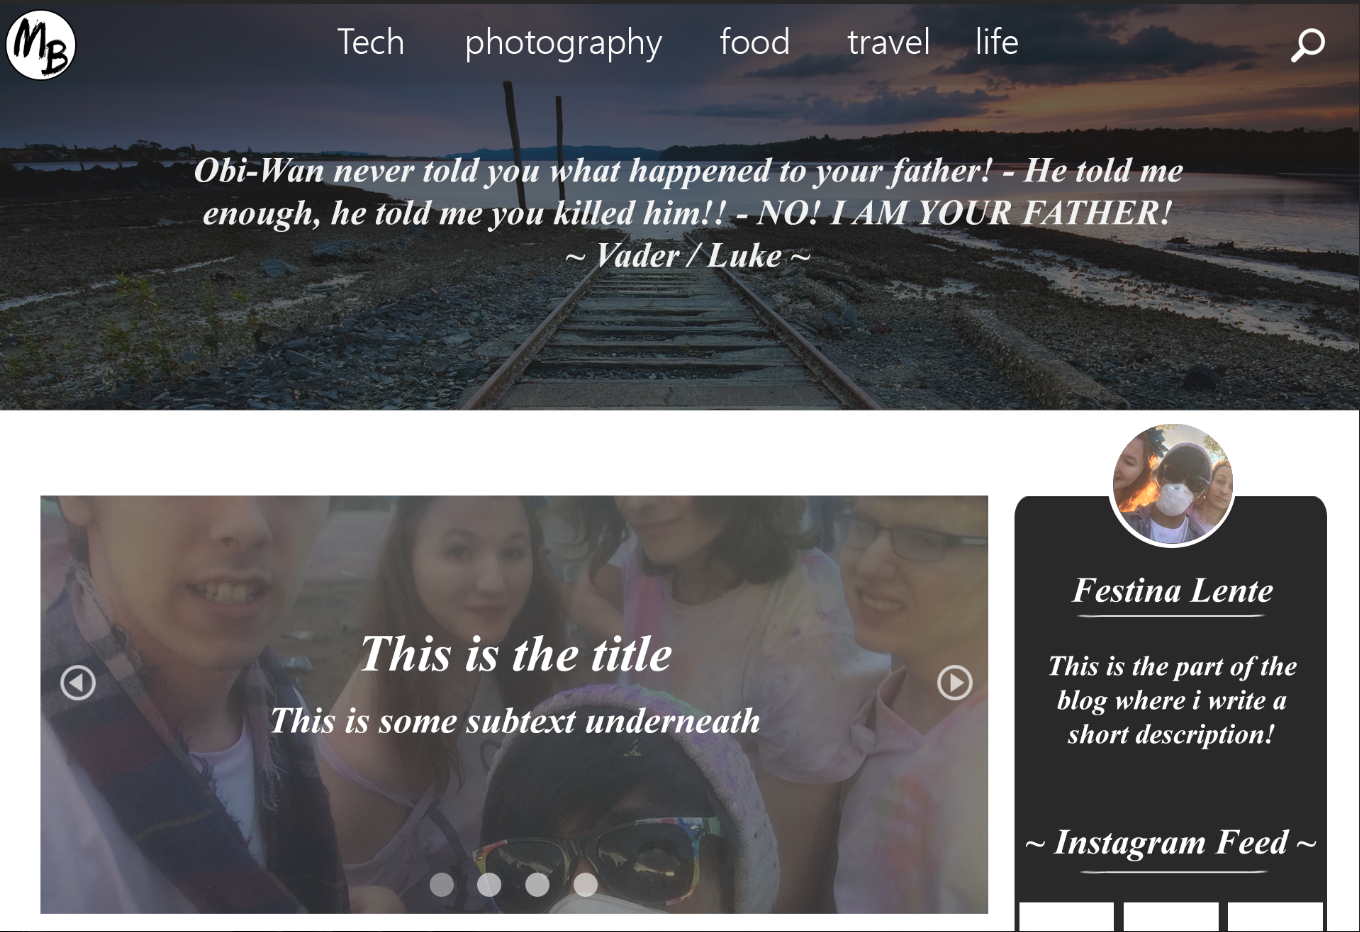 MB
Tech photography food travel life
Obi-Wan never told you what happened to your father! - He told me
enough, he told me you killed him!! - NO! I AM YOUR FATHER!
~ Vader / Luke ~
This is the title
This is some subtext underneath
Festina Lente
This is the part of the
blog where i write a
short description!
~ Instagram Feed ~